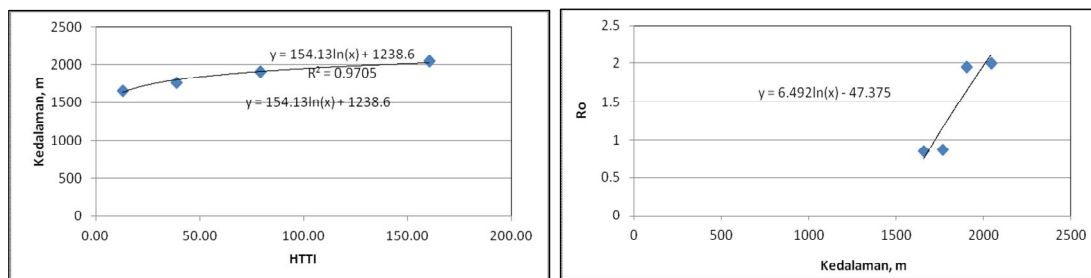 2500
2000
1500
1000
500
0
Kedalaman, m
y = 154.13ln(x) + 1238.6
R² = 0.9705
y = 154.13ln(x) + 1238.6
0.00 50.00 100.00 150.00 200.00
HTTI
2.5
2
1.5
1
0.5
0
Ro
y = 6.492ln(x) - 47.375
0 500 1000 1500 2000 2500
Kedalaman, m